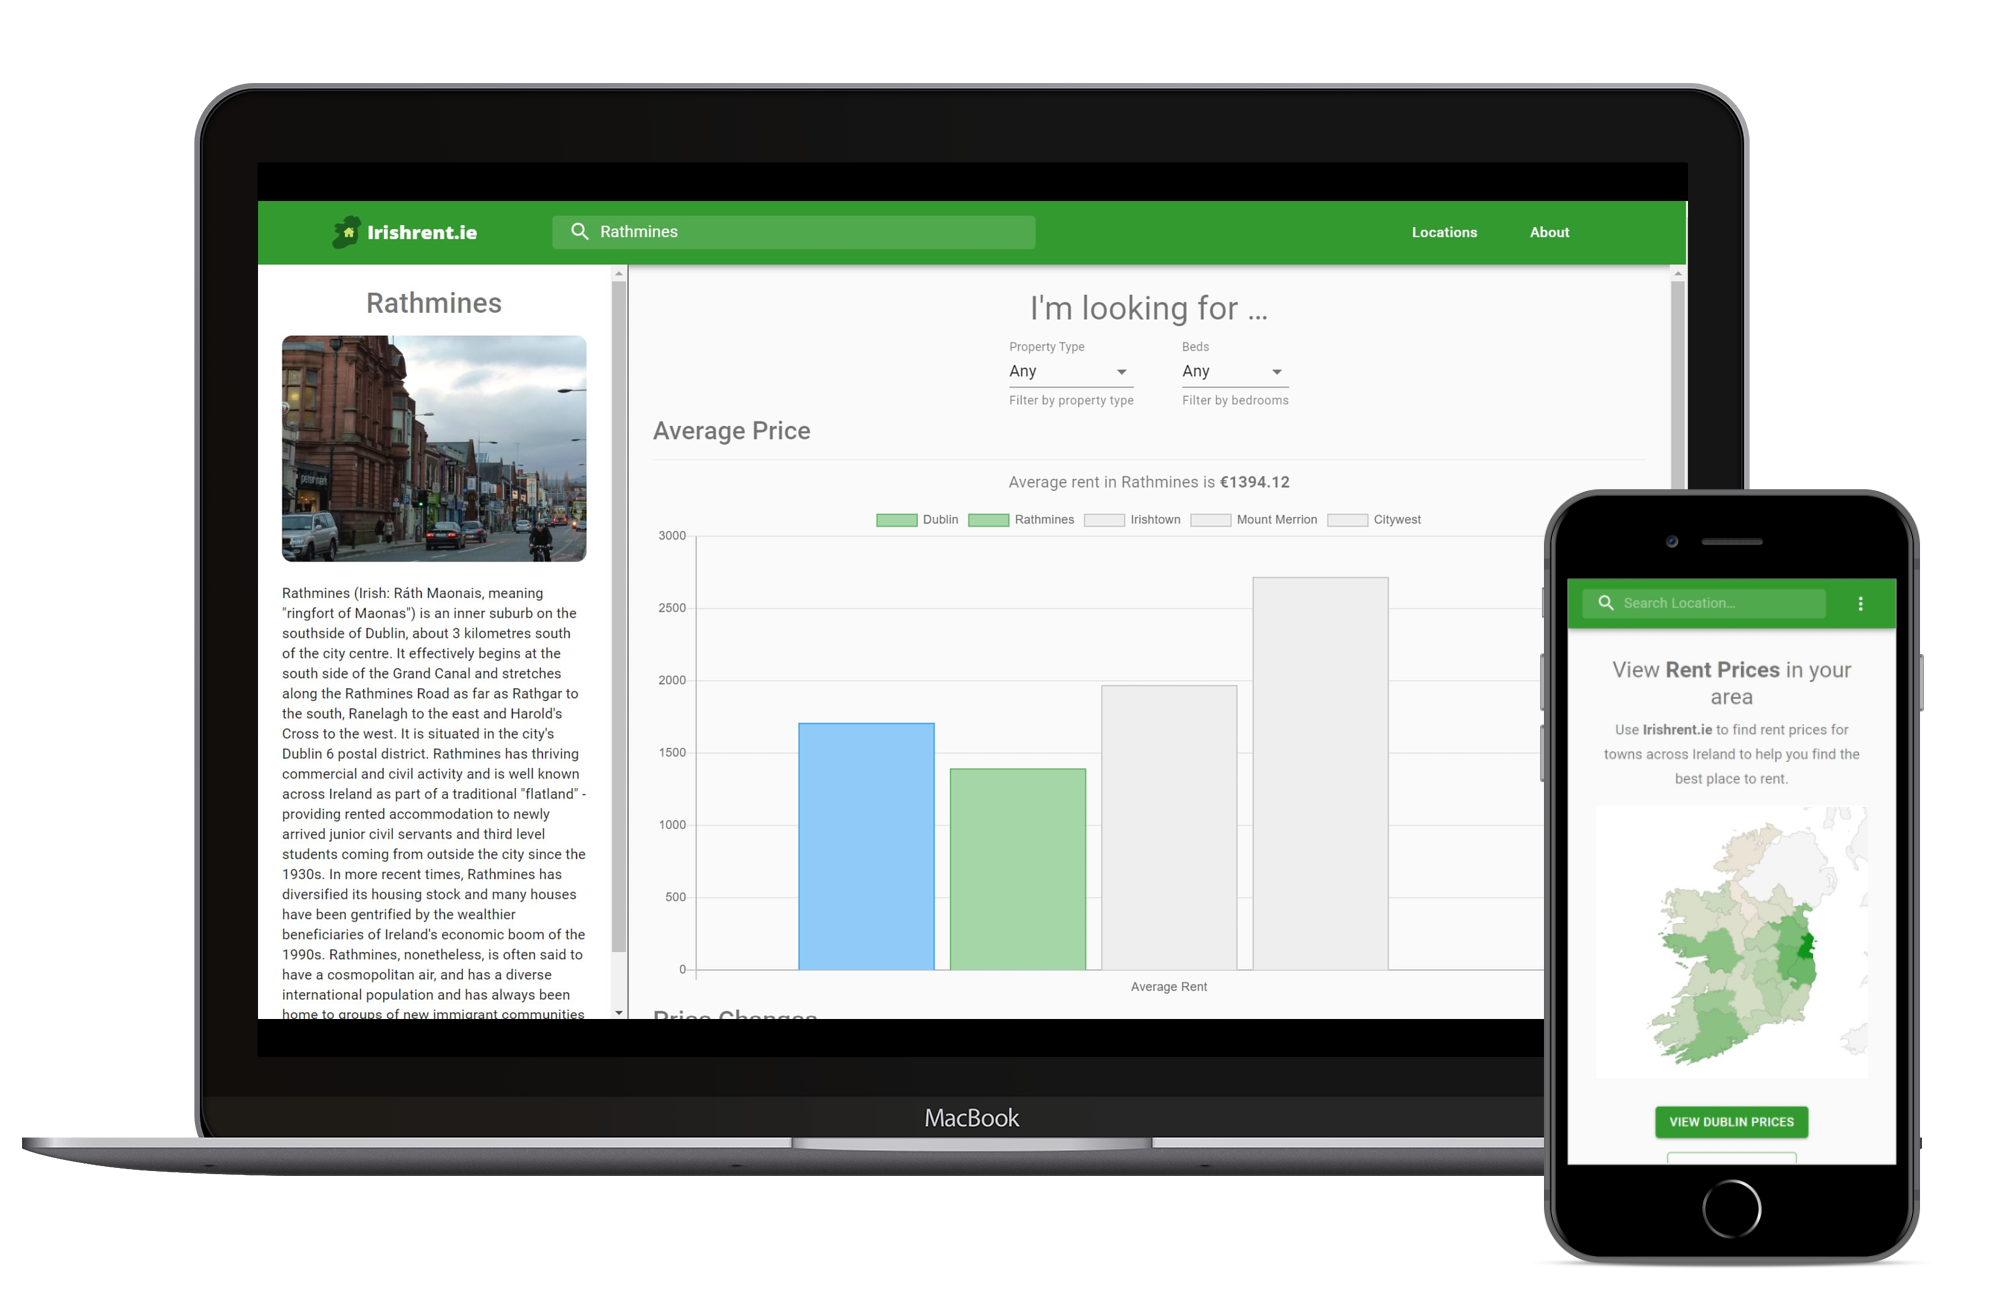 Irishrent.ie
Rathmines
Locations
About
Rathmines
peter mark
Rathmines (Irish: Ráth Maonais, meaning
"ringfort of Maonas") is an inner suburb on the
southside of Dublin, about 3 kilometres south
of the city centre. It effectively begins at the
south side of the Grand Canal and stretches
along the Rathmines Road as far as Rathgar to
the south, Ranelagh to the east and Harold's
Cross to the west. It is situated in the city's
Dublin 6 postal district. Rathmines has thriving
commercial and civil activity and is well known
across Ireland as part of a traditional "flatland" -
providing rented accommodation to newly
arrived junior civil servants and third level
students coming from outside the city since the
1930s. In more recent times, Rathmines has
diversified its housing stock and many houses
have been gentrified by the wealthier
beneficiaries of Ireland's economic boom of the
1990s. Rathmines, nonetheless, is often said to
have a cosmopolitan air, and has a diverse
international population and has always been
home to groups of new immigrant communities
I'm looking for ...
Property Type
Beds
Any
Any
Filter by property type
Filter by bedrooms
Average Price
Average rent in Rathmines is €1394.12
Dublin
Rathmines
Irishtown
Mount Merrion
Citywest
3000
2500
2000
1500
1000
500
0
Average Rent
Price Changes
MacBook
Search Location...
View Rent Prices in your
area
Use Irishrent.ie to find rent prices for
towns across Ireland to help you find the
best place to rent.
VIEW DUBLIN PRICES